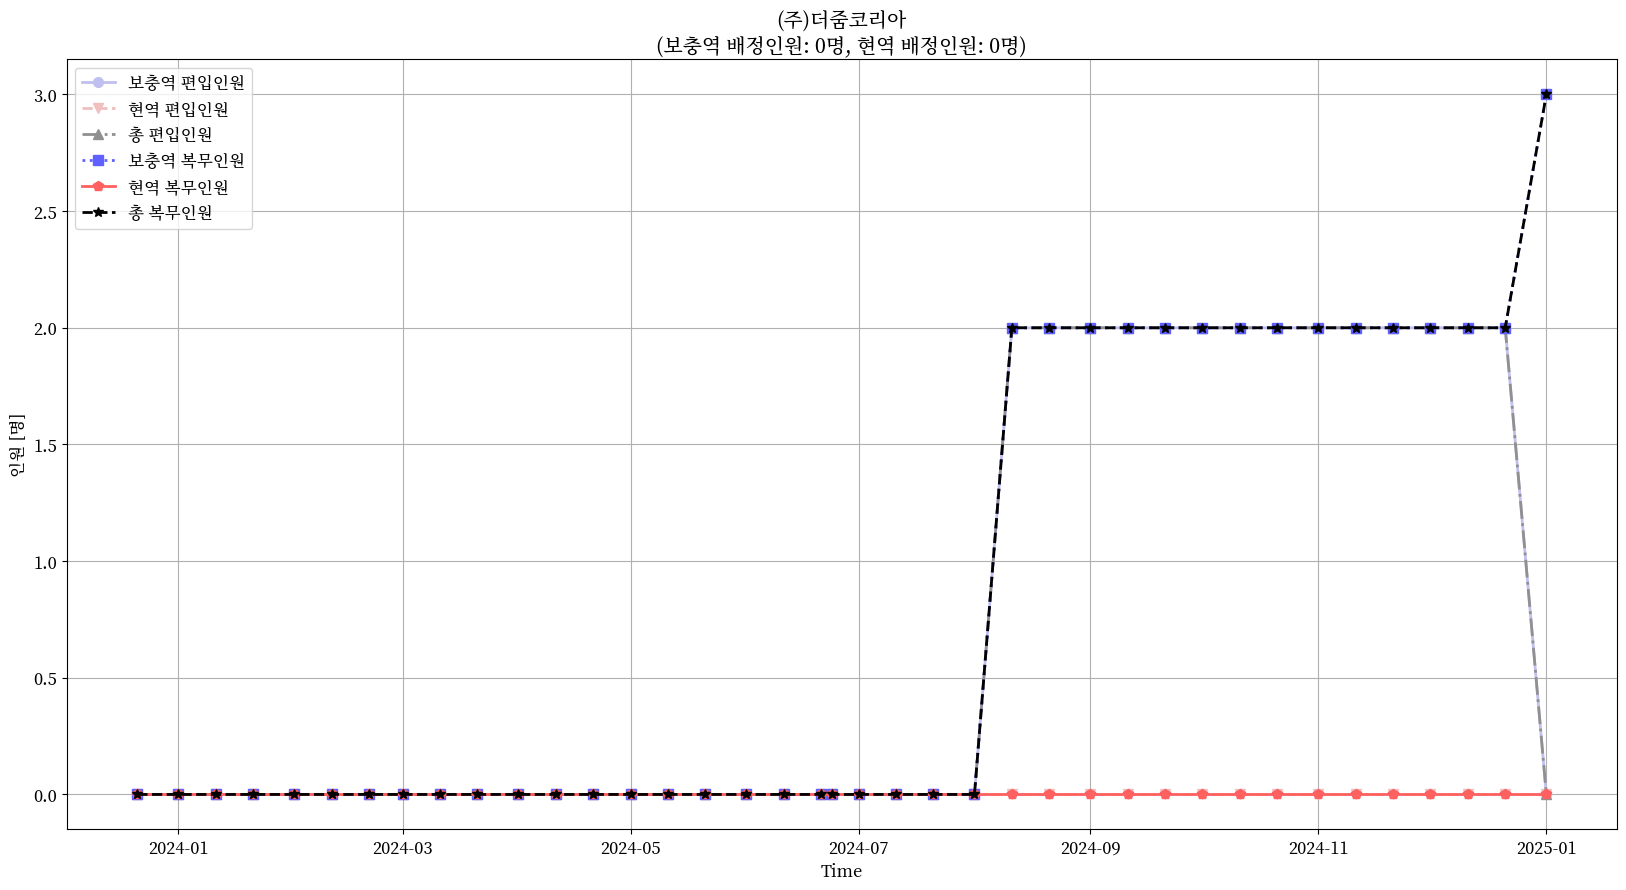 (주)더줌코리아
(보충역 배정인원: 0명, 현역 배정인원: 0명)
보충역 편입인원
현역 편입인원
총 편입인원
보충역 복무인원
현역 복무인원
총 복무인원
인원 [명]
3.0
2.5
2.0
1.5
1.0
0.5
0.0
2024-01 2024-03 2024-05 2024-07 2024-09 2024-11 2025-01
Time